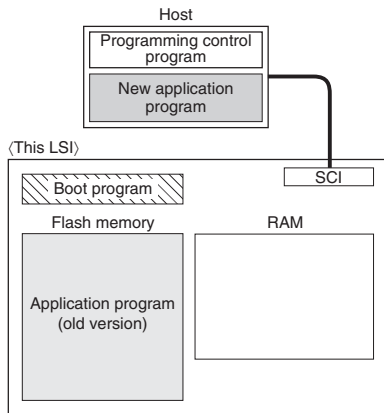 Host
Programming control
program
New application
program
〈This LSI〉
SCI
Boot program
Flash memory
RAM
Application program
(old version)